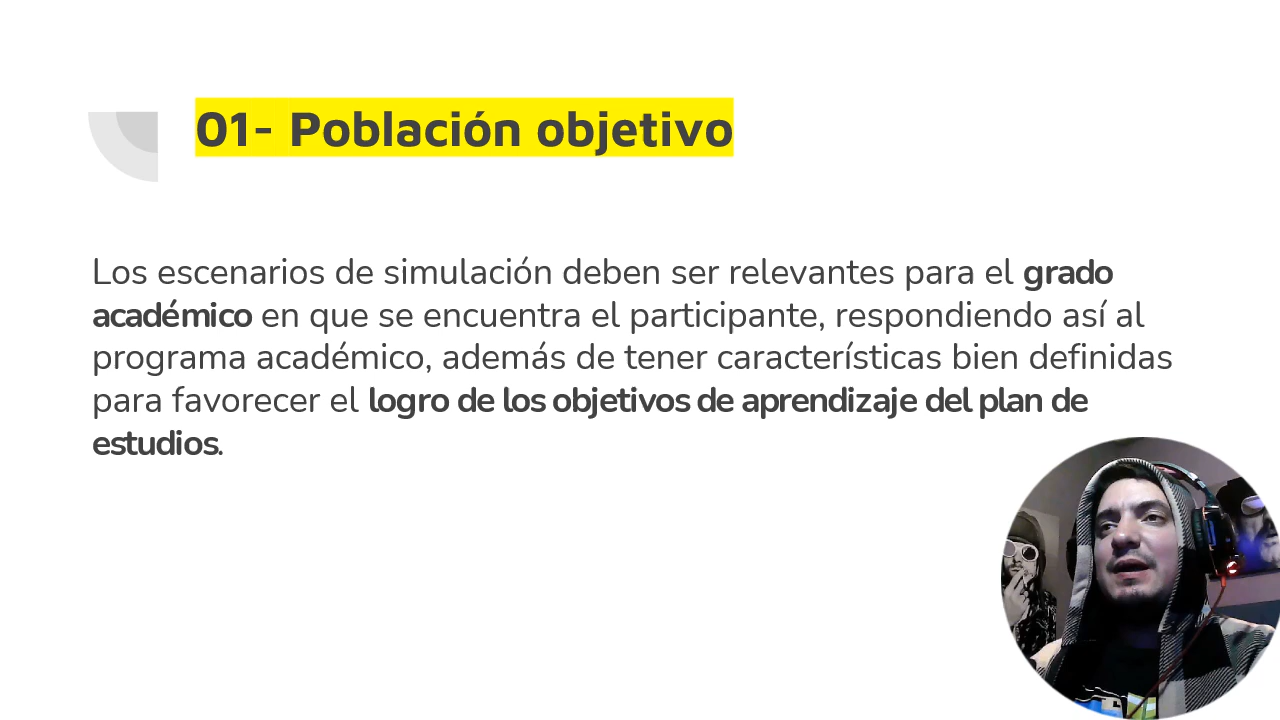 01- Población objetivo
Los escenarios de simulación deben ser relevantes para el grado
académico en que se encuentra el participante, respondiendo así al
programa académico, además de tener características bien definidas
para favorecer el logro de los objetivos de aprendizaje del plan de
estudios.